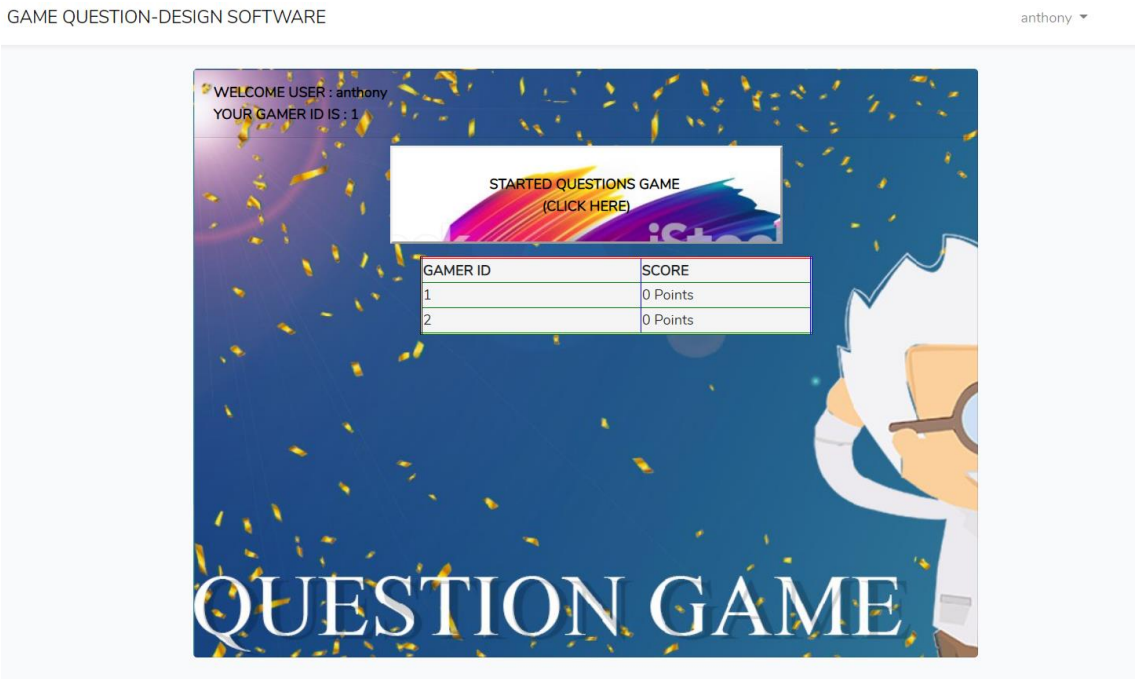 GAME QUESTION-DESIGN SOFTWARE
anthony
WELCOME USER : anthony
YOUR GAMER ID IS : 1
STARTED QUESTIONS GAME
(CLICK HERE)
GAMER ID SCORE
1 0 Points
2 0 Points
QUESTION GAME